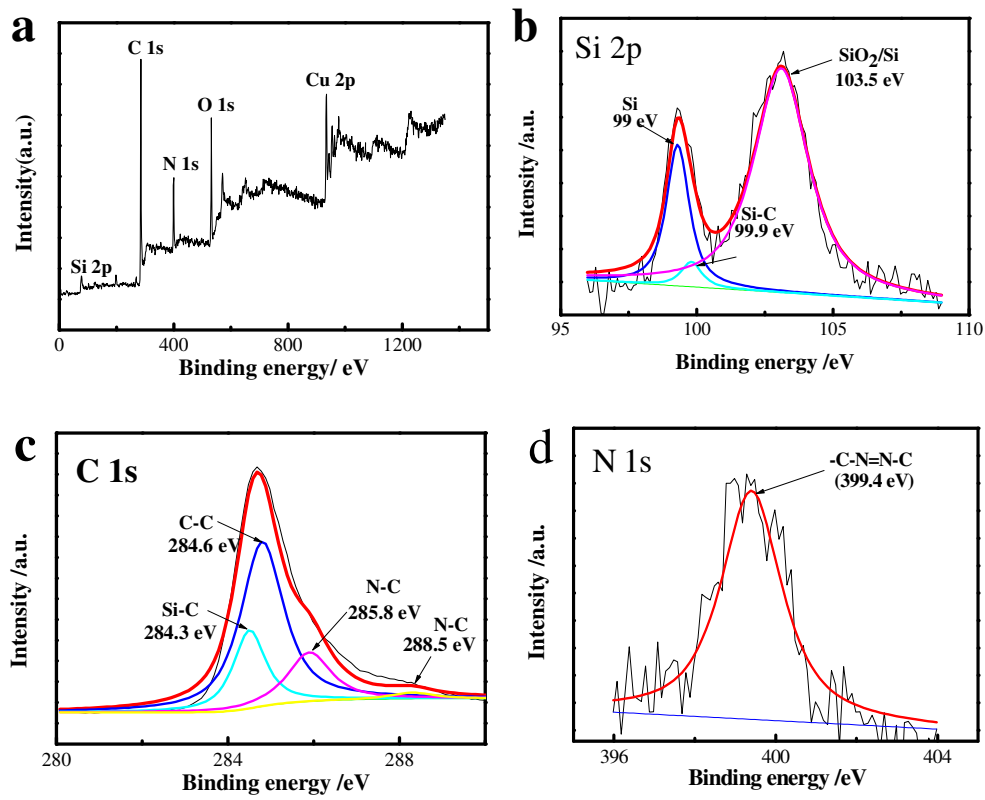 a
C 1s
O 1s
Cu 2p
N 1s
Si 2p
Intensity(a.u.)
0 400 800 1200
Binding energy/ eV
b
Si 2p
SiO2/Si
103.5 eV
Si
99 eV
Si-C
99.9 eV
Intensity /a.u.
95 100 105 110
Binding energy /eV
c
C 1s
C-C
284.6 eV
Si-C
284.3 eV
N-C
285.8 eV
N-C
288.5 eV
Intensity /a.u.
280 284 288
Binding energy /eV
d
N 1s
-C-N=N-C
(399.4 eV)
Intensity /a.u.
396 400 404
Binding energy /eV